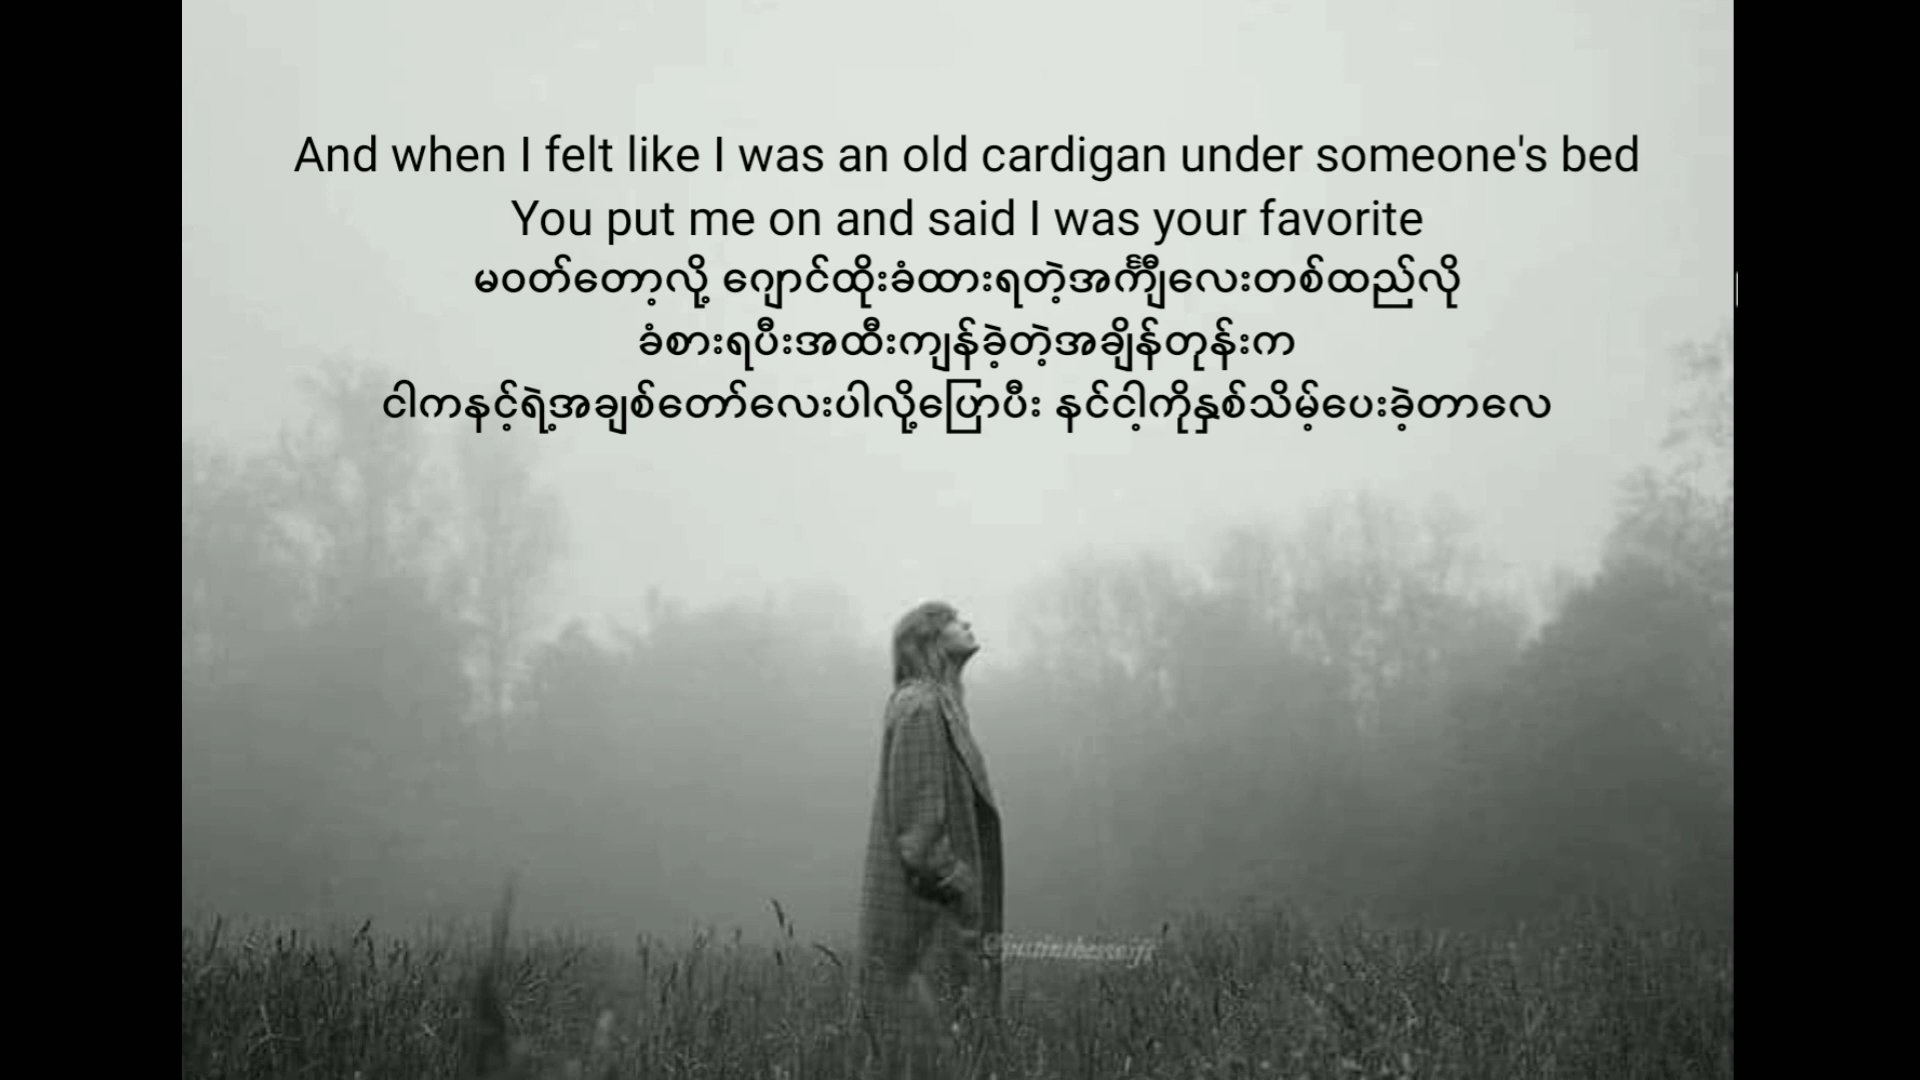 And when I felt like I was an old cardigan under someone's bed
You put me on and said I was your favorite
မဝတ်တော့လို့ ဂျောင်ထိုးခံထားရတဲ့အင်္ကျီလေးတစ်ထည်လို
ခံစားရပီးအထီးကျန်ခဲ့တဲ့အချိန်တုန်းက
ငါကနင့်ရဲ့အချစ်တော်လေးပါလို့ပြောပီး နင်ငါ့ကိုနှစ်သိမ့်ပေးခဲ့တာလေ